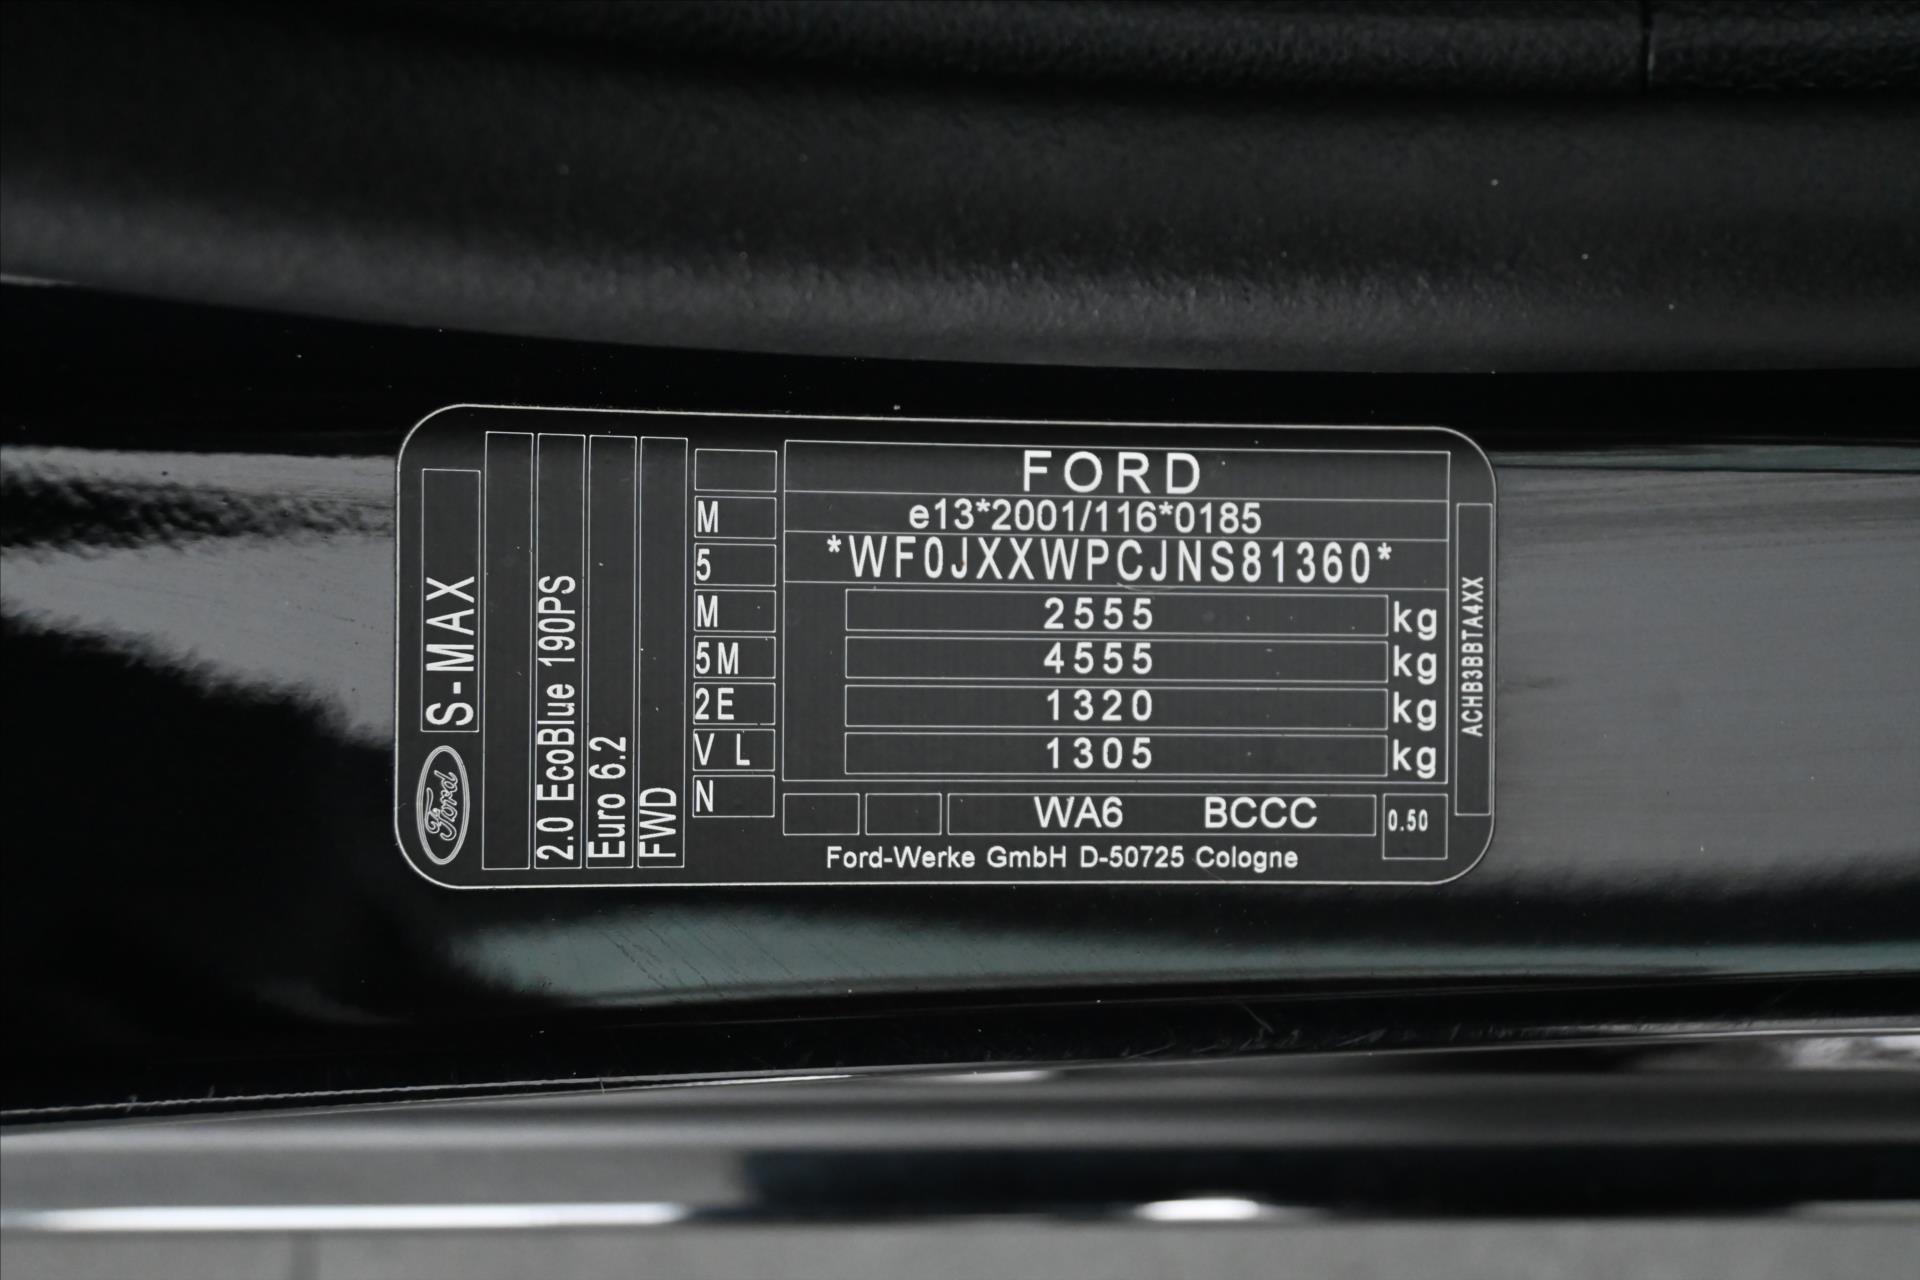 Ford
S-MAX
2.0 EcoBlue 190PS
Euro 6.2
FWD
M
5
M
5M
2E
V L
N
FORD
e13*2001/116*0185
*WF0JXXWPCJNS81360*
2555 kg
4555 kg
1320 kg
1305 kg
WA6 BCCC 0.50
Ford-Werke GmbH D-50725 Cologne
ACHB3BBTA4XX